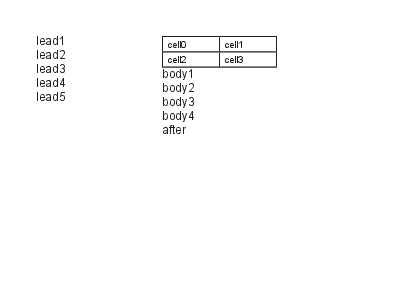 lead1
lead2
lead3
lead4
lead5
cell0 cell1
cell2 cell3
body1
body2
body3
body4
after